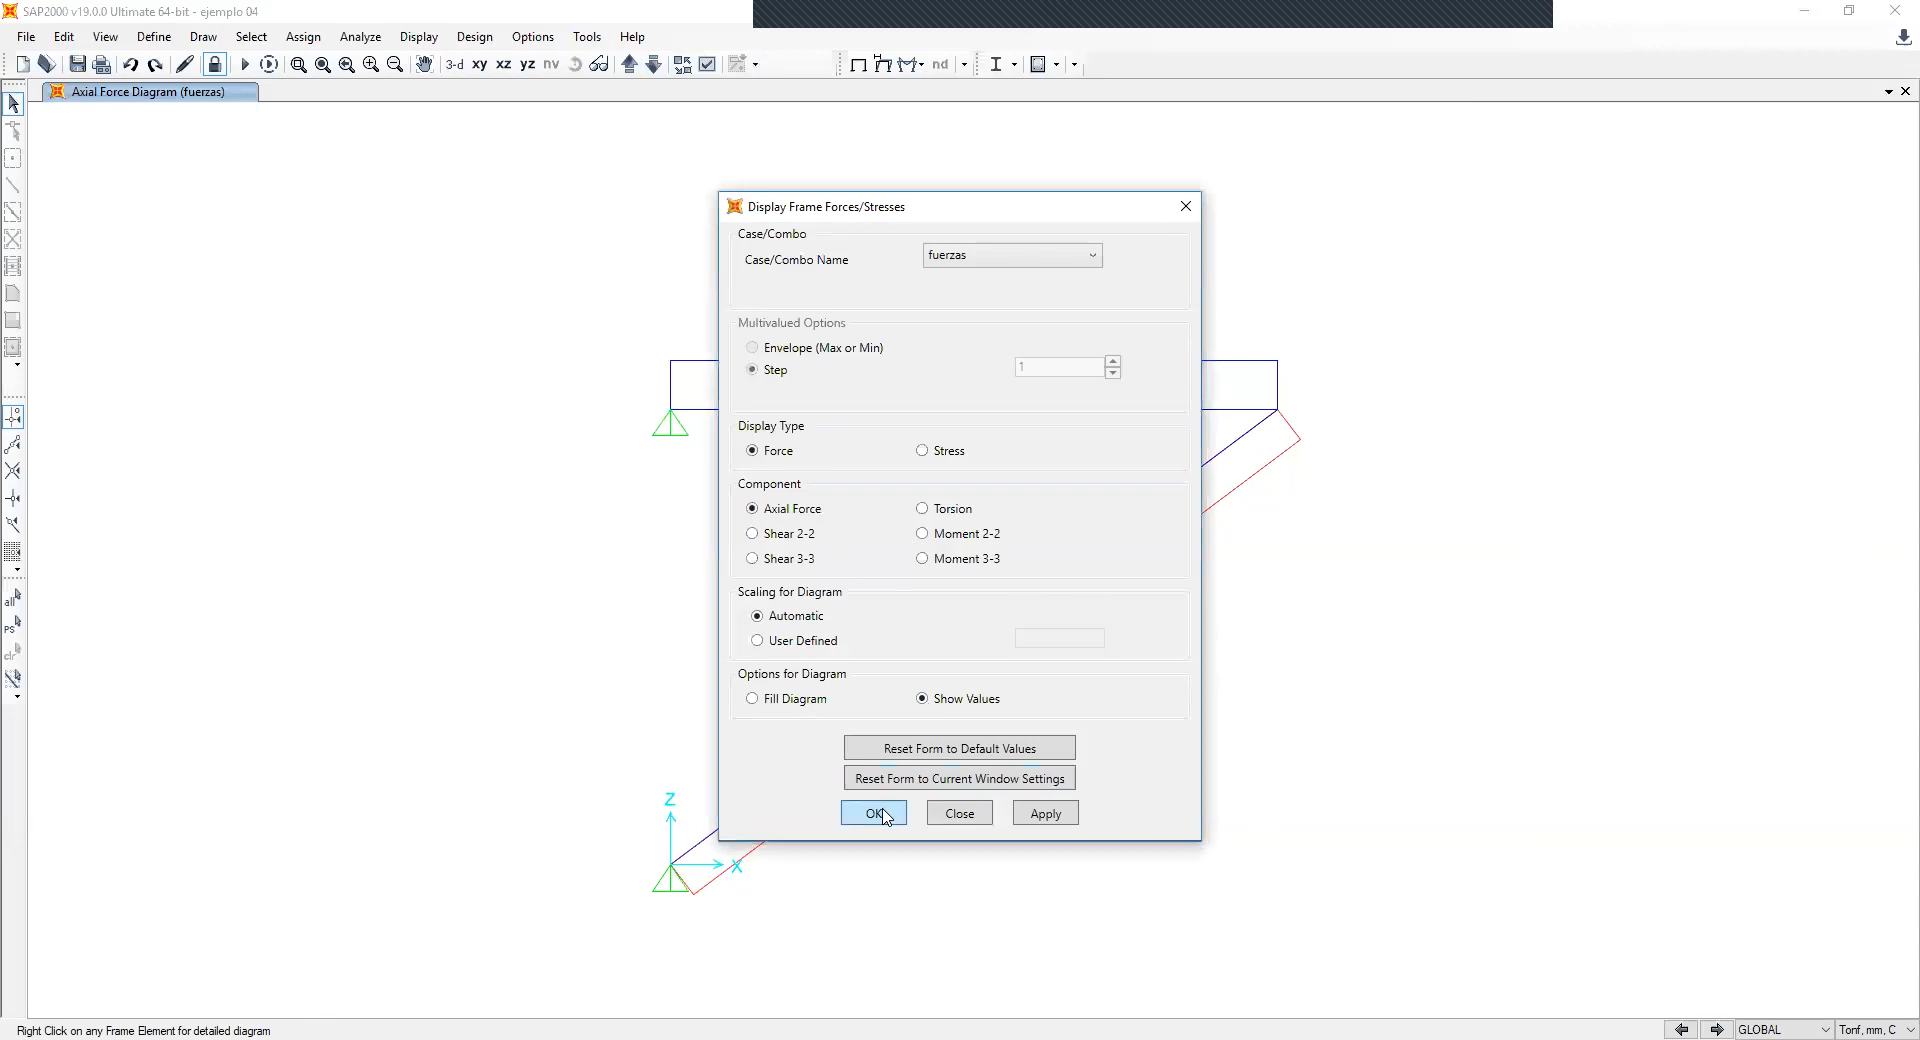 SAP2000 v19.0.0 Ultimate 64-bit - ejemplo 04
File Edit View Define Draw Select Assign Analyze Display Design Options Tools Help
3-d xy xz yz nv nd
Axial Force Diagram (fuerzas)
Display Frame Forces/Stresses
Case/Combo
Case/Combo Name fuerzas
Multivalued Options
Envelope (Max or Min)
Step 1
Display Type
Force Stress
Component
Axial Force Torsion
Shear 2-2 Moment 2-2
Shear 3-3 Moment 3-3
Scaling for Diagram
Automatic
User Defined
Options for Diagram
Fill Diagram Show Values
Reset Form to Default Values
Reset Form to Current Window Settings
OK Close Apply
all
PS
clr
Z
X
Right Click on any Frame Element for detailed diagram
GLOBAL Tonf, mm, C